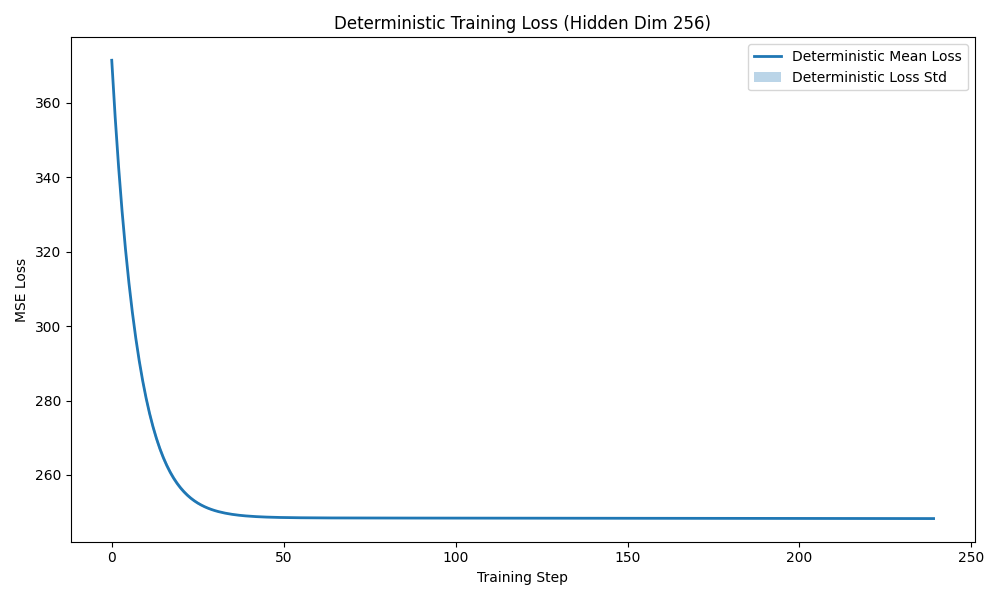 Deterministic Training Loss (Hidden Dim 256)
Deterministic Mean Loss
Deterministic Loss Std
MSE Loss
360
340
320
300
280
260
0 50 100 150 200 250
Training Step